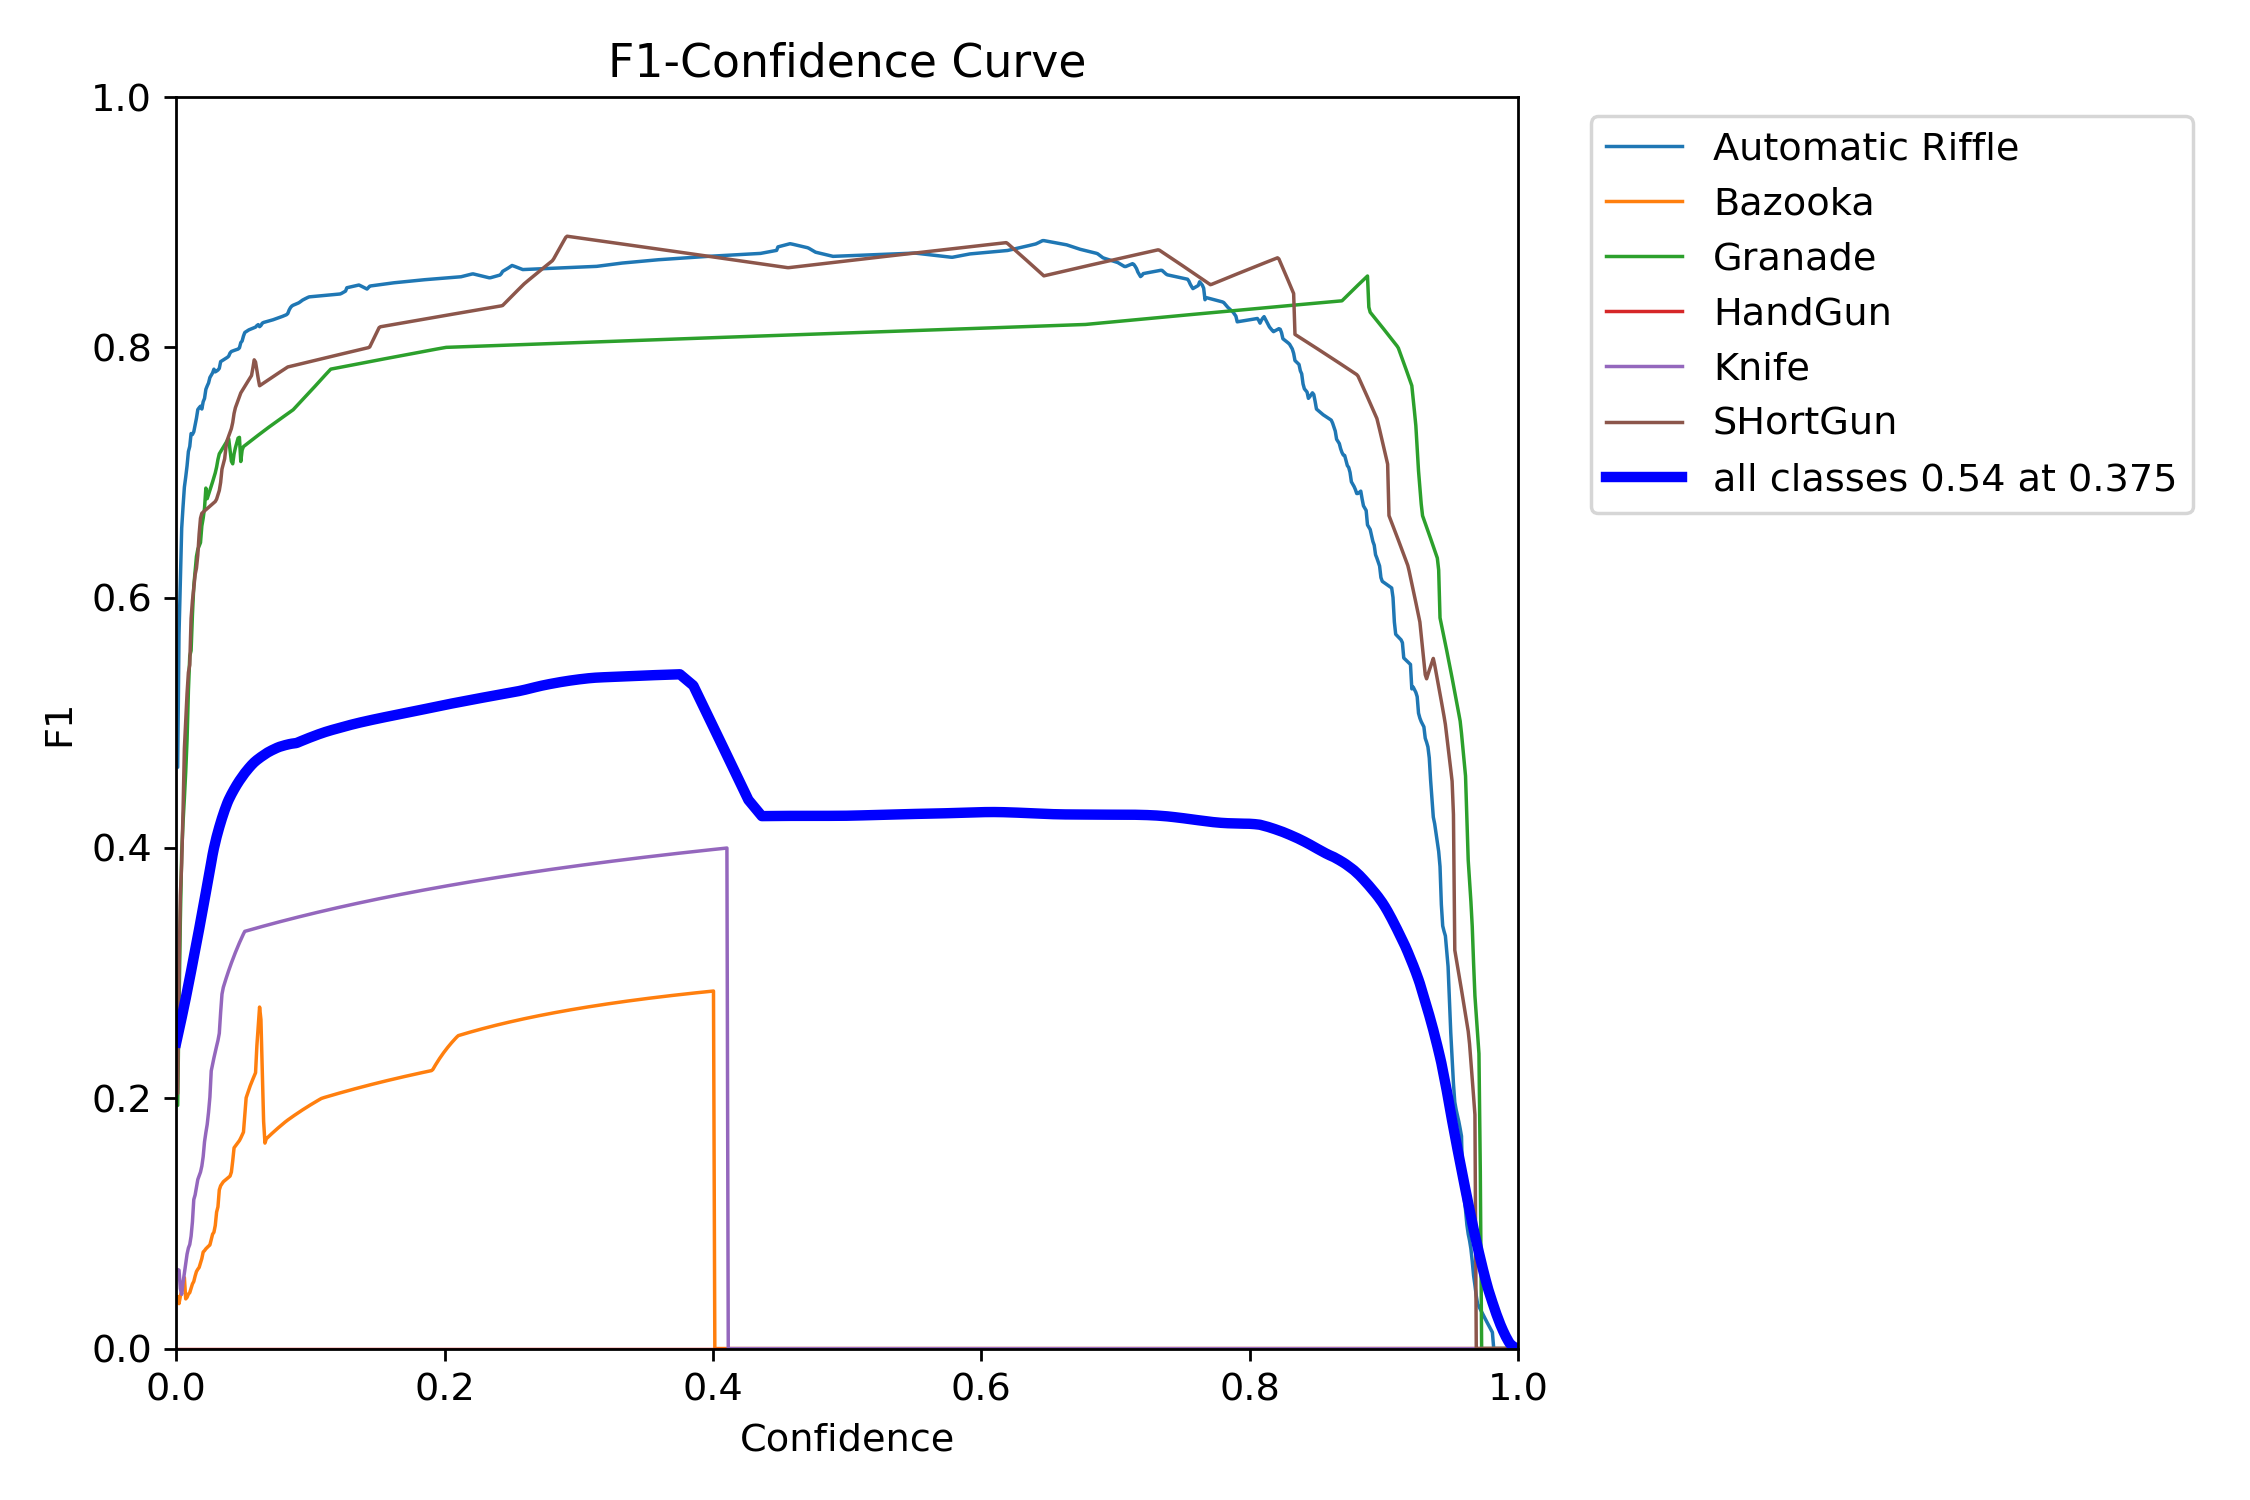 F1-Confidence Curve
1.0
0.8
0.6
0.4
0.2
0.0
F1
0.0 0.2 0.4 0.6 0.8 1.0
Confidence
Automatic Riffle
Bazooka
Granade
HandGun
Knife
SHortGun
all classes 0.54 at 0.375